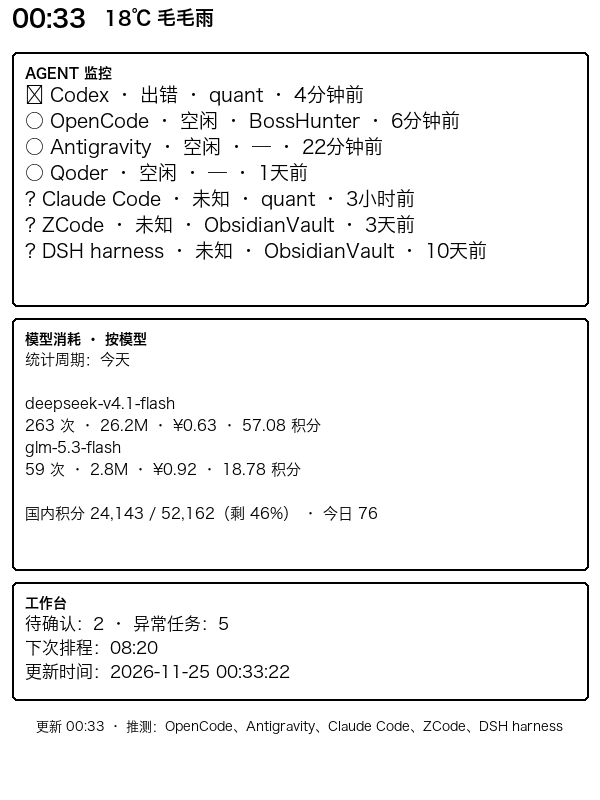 00:33 18℃ 毛毛雨
AGENT 监控
☒ Codex · 出错 · quant · 4分钟前
○ OpenCode · 空闲 · BossHunter · 6分钟前
○ Antigravity · 空闲 · — · 22分钟前
○ Qoder · 空闲 · — · 1天前
? Claude Code · 未知 · quant · 3小时前
? ZCode · 未知 · ObsidianVault · 3天前
? DSH harness · 未知 · ObsidianVault · 10天前
模型消耗 · 按模型
统计周期：今天
deepseek-v4.1-flash
263 次 · 26.2M · ¥0.63 · 57.08 积分
glm-5.3-flash
59 次 · 2.8M · ¥0.92 · 18.78 积分
国内积分 24,143 / 52,162（剩 46%） · 今日 76
工作台
待确认：2 · 异常任务：5
下次排程：08:20
更新时间：2026-11-25 00:33:22
更新 00:33 · 推测：OpenCode、Antigravity、Claude Code、ZCode、DSH harness